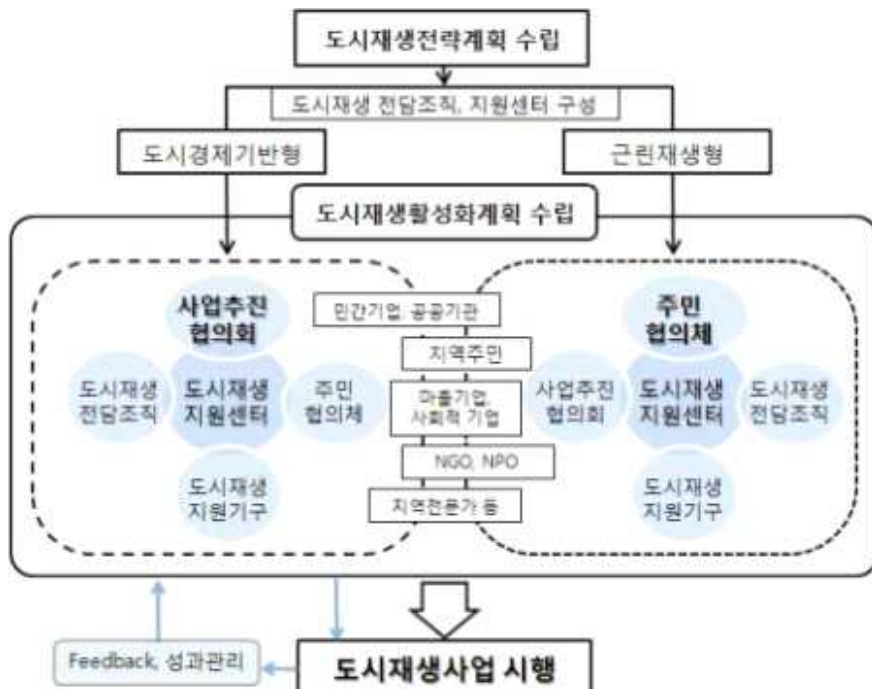 도시재생전략계획 수립
도시재생 전담조직, 지원센터 구성
도시경제기반형
근린재생형
도시재생활성화계획 수립
사업추진
협의회
도시재생
전담조직
도시재생
지원센터
주민
협의체
도시재생
지원기구
민간기업, 공공기관
지역주민
마을기업,
사회적 기업
NGO, NPO
지역전문가 등
주민
협의체
사업추진
협의회
도시재생
지원센터
도시재생
전담조직
도시재생
지원기구
Feedback, 성과관리
도시재생사업 시행